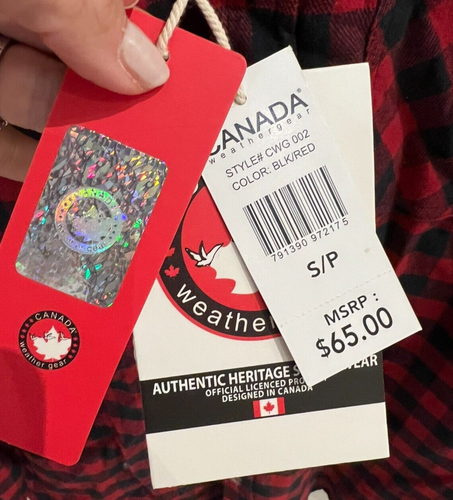 CANADA
weathergear
STYLE# CWG 002
COLOR: BLK/RED
791390 972175
S/P
MSRP :
$65.00
CANADA
weather gear
AUTHENTIC HERITAGE
OFFICIAL LICENCED
DESIGNED IN CANADA